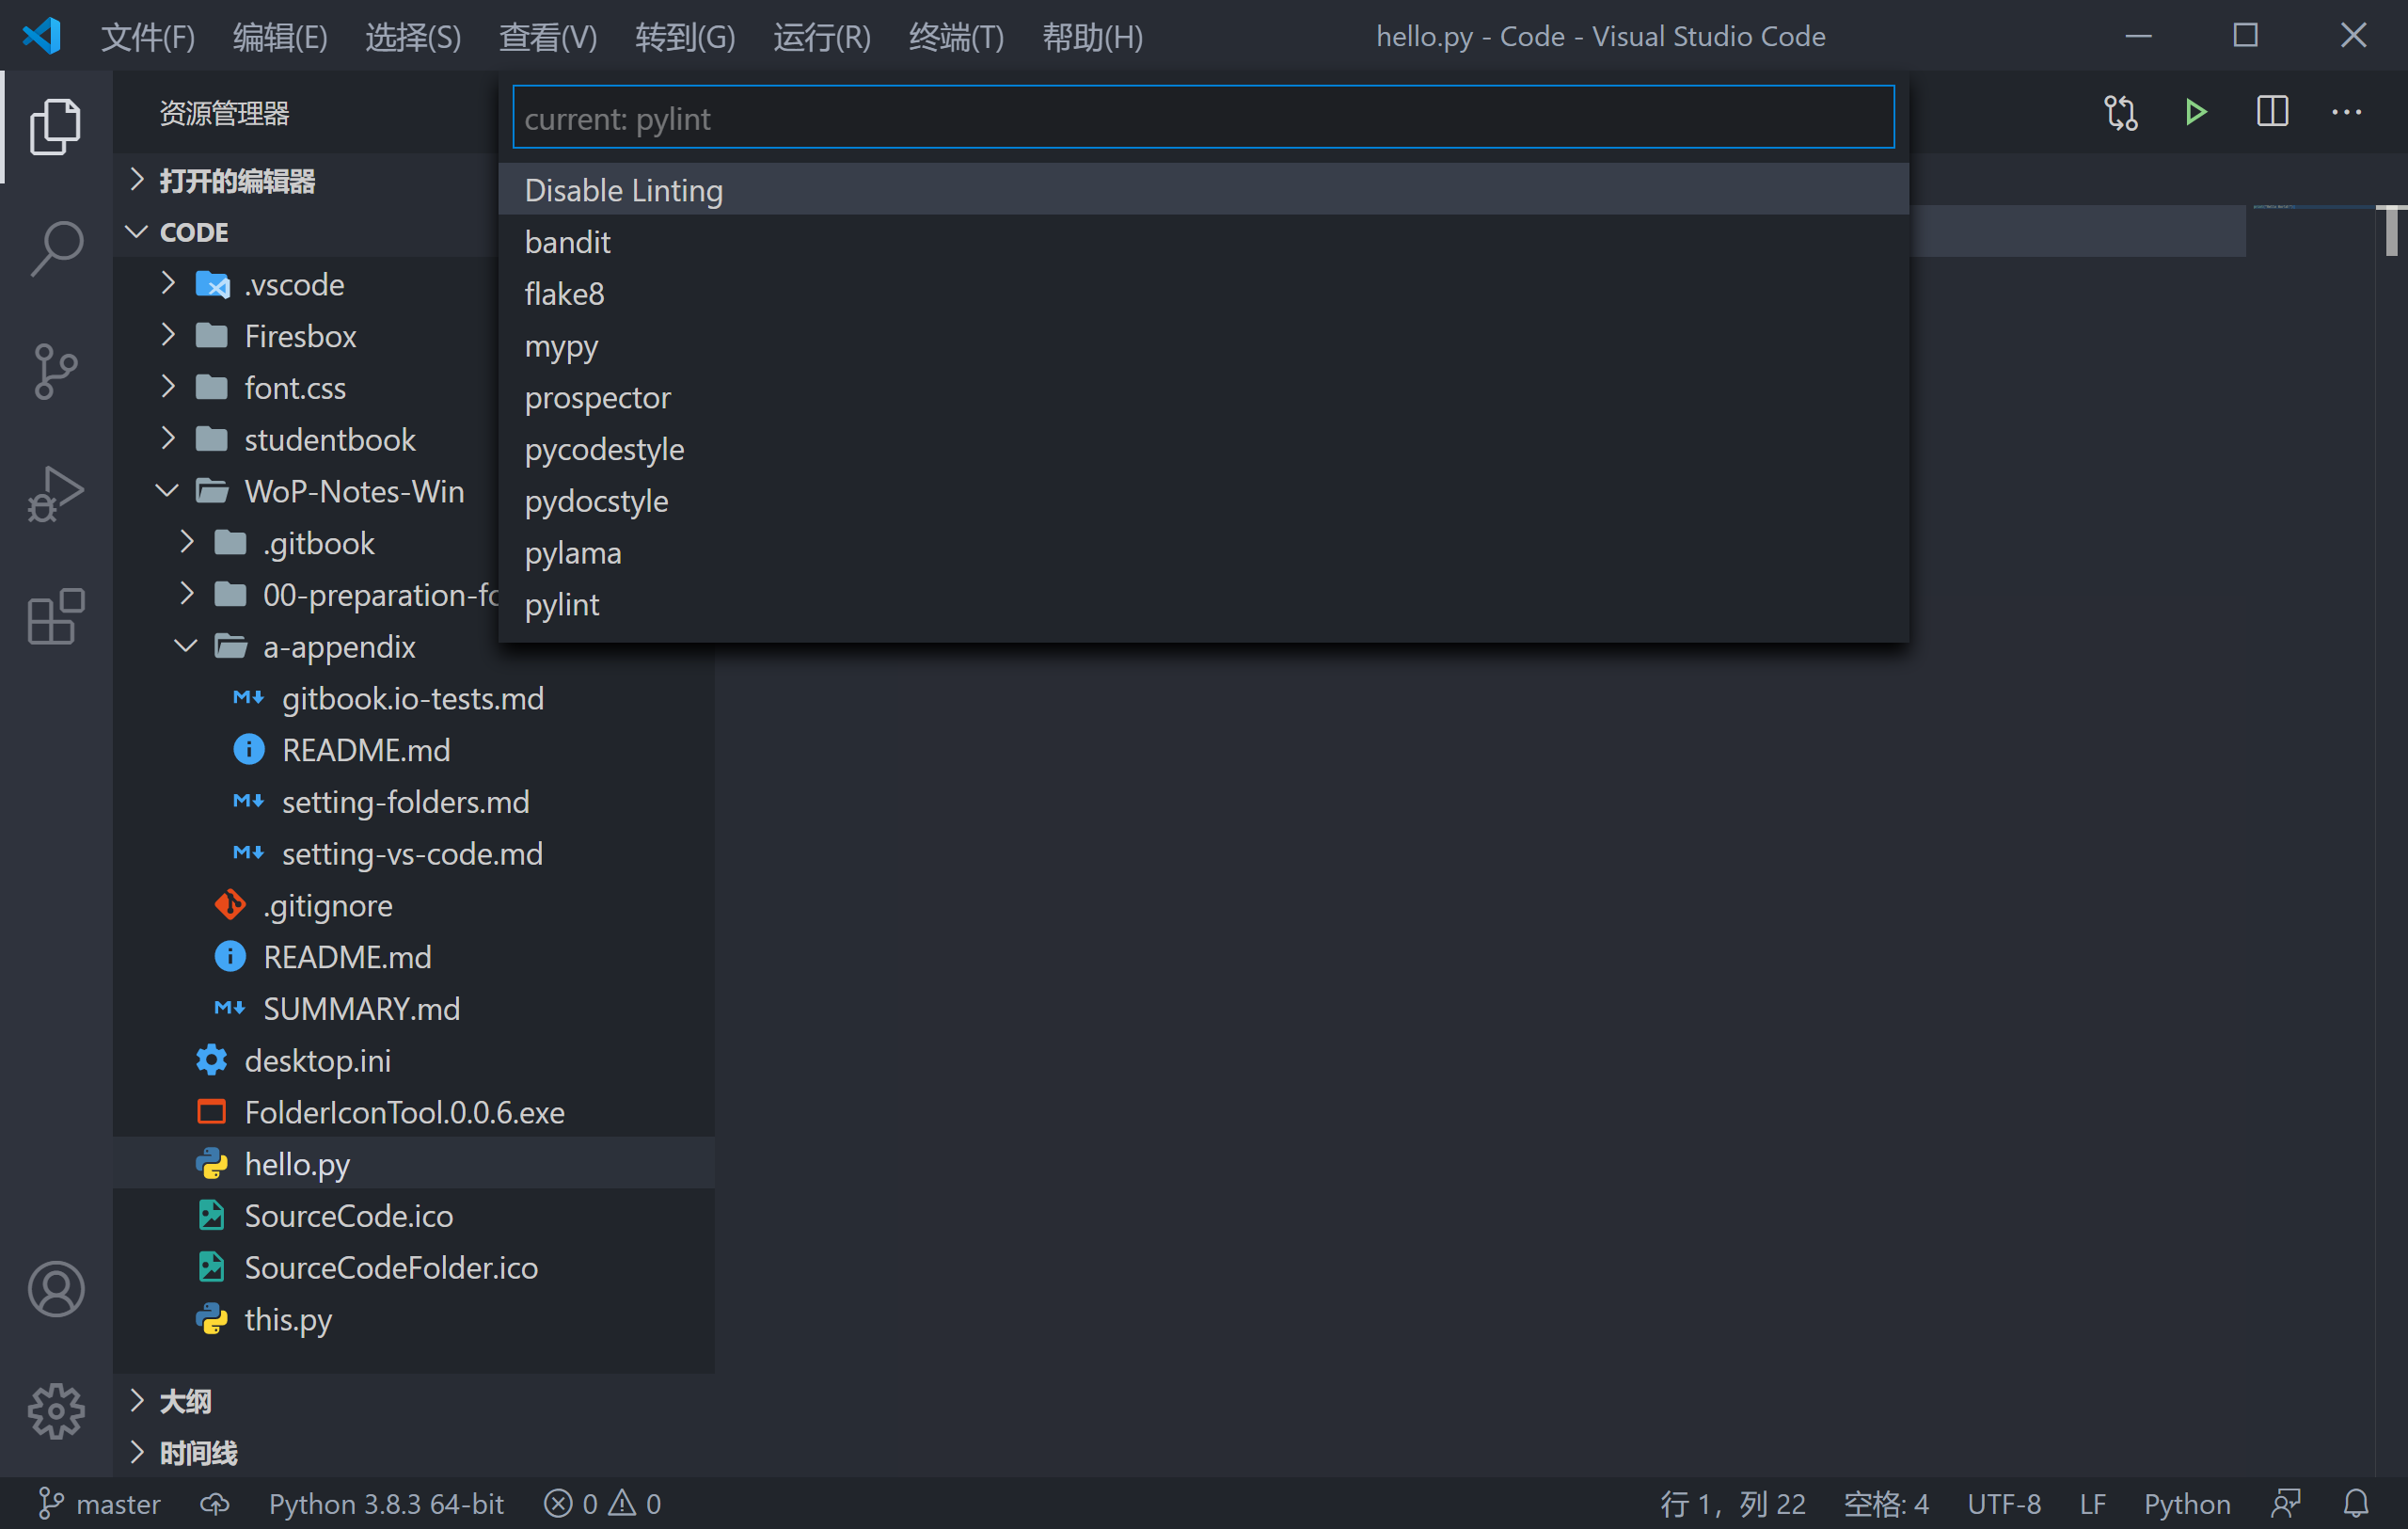 文件(F) 编辑(E) 选择(S) 查看(V) 转到(G) 运行(R) 终端(T) 帮助(H) hello.py - Code - Visual Studio Code
资源管理器
current: pylint
Disable Linting
bandit
flake8
mypy
prospector
pycodestyle
pydocstyle
pylama
pylint
打开的编辑器
CODE
.vscode
Firesbox
font.css
studentbook
WoP-Notes-Win
.gitbook
00-preparation-fo
a-appendix
gitbook.io-tests.md
README.md
setting-folders.md
setting-vs-code.md
.gitignore
README.md
SUMMARY.md
desktop.ini
FolderIconTool.0.0.6.exe
hello.py
SourceCode.ico
SourceCodeFolder.ico
this.py
大纲
时间线
master Python 3.8.3 64-bit 0 0 行 1，列 22 空格: 4 UTF-8 LF Python